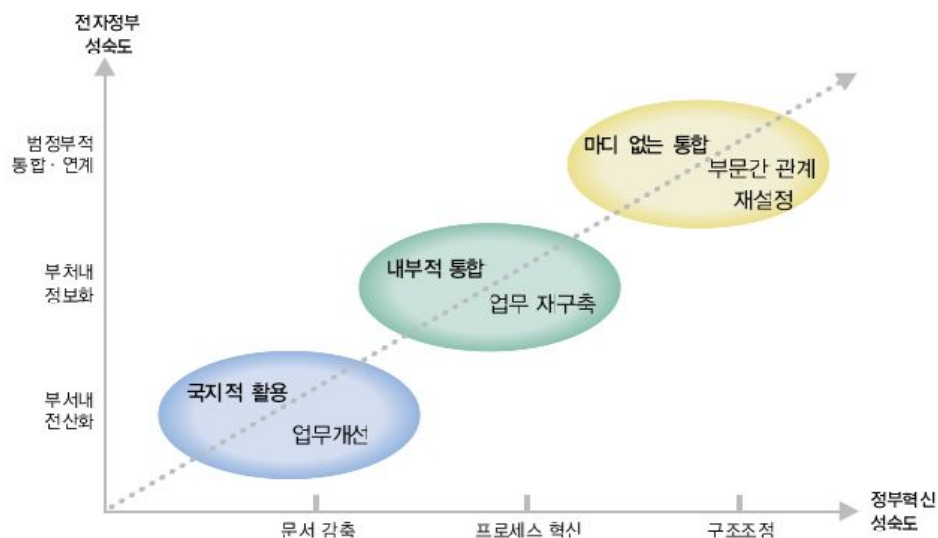 전자정부
성숙도
범정부적
통합 · 연계
마디 없는 통합
부문간 관계
재설정
부처내
정보화
내부적 통합
업무 재구축
부서내
전산화
국지적 활용
업무개선
문서 감축
프로세스 혁신
구조조정
정부혁신
성숙도